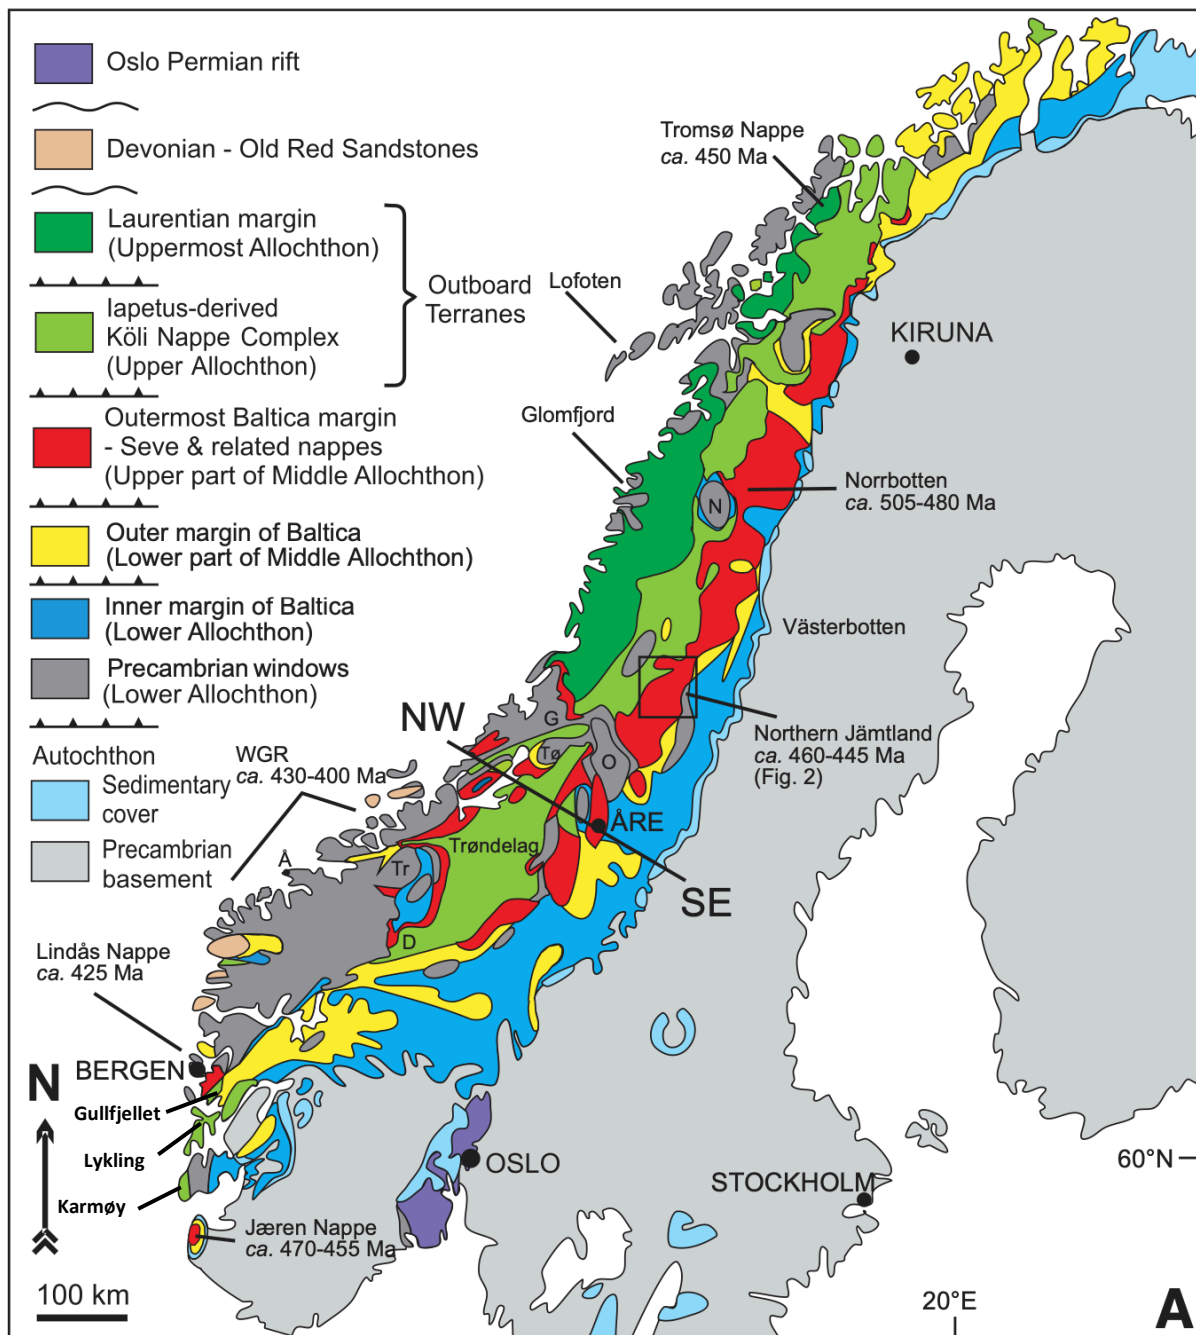 Oslo Permian rift
Devonian - Old Red Sandstones
Laurentian margin
(Uppermost Allochthon)
Iapetus-derived
Köli Nappe Complex
(Upper Allochthon)
Outboard
Terranes
Outermost Baltica margin
- Seve & related nappes
(Upper part of Middle Allochthon)
Outer margin of Baltica
(Lower part of Middle Allochthon)
Inner margin of Baltica
(Lower Allochthon)
Precambrian windows
(Lower Allochthon)
Autochthon
Sedimentary
cover
Precambrian
basement
Tromsø Nappe
ca. 450 Ma
Lofoten
KIRUNA
Glomfjord
Norrbotten
ca. 505-480 Ma
N
Västerbotten
NW
G
Tø
O
Northern Jämtland
ca. 460-445 Ma
(Fig. 2)
WGR
ca. 430-400 Ma
ÅRE
Trøndelag
Å
Tr
SE
D
Lindås Nappe
ca. 425 Ma
BERGEN
N
Gullfjellet
Lykling
Karmøy
OSLO
STOCKHOLM
60°N
Jæren Nappe
ca. 470-455 Ma
100 km
20°E
A